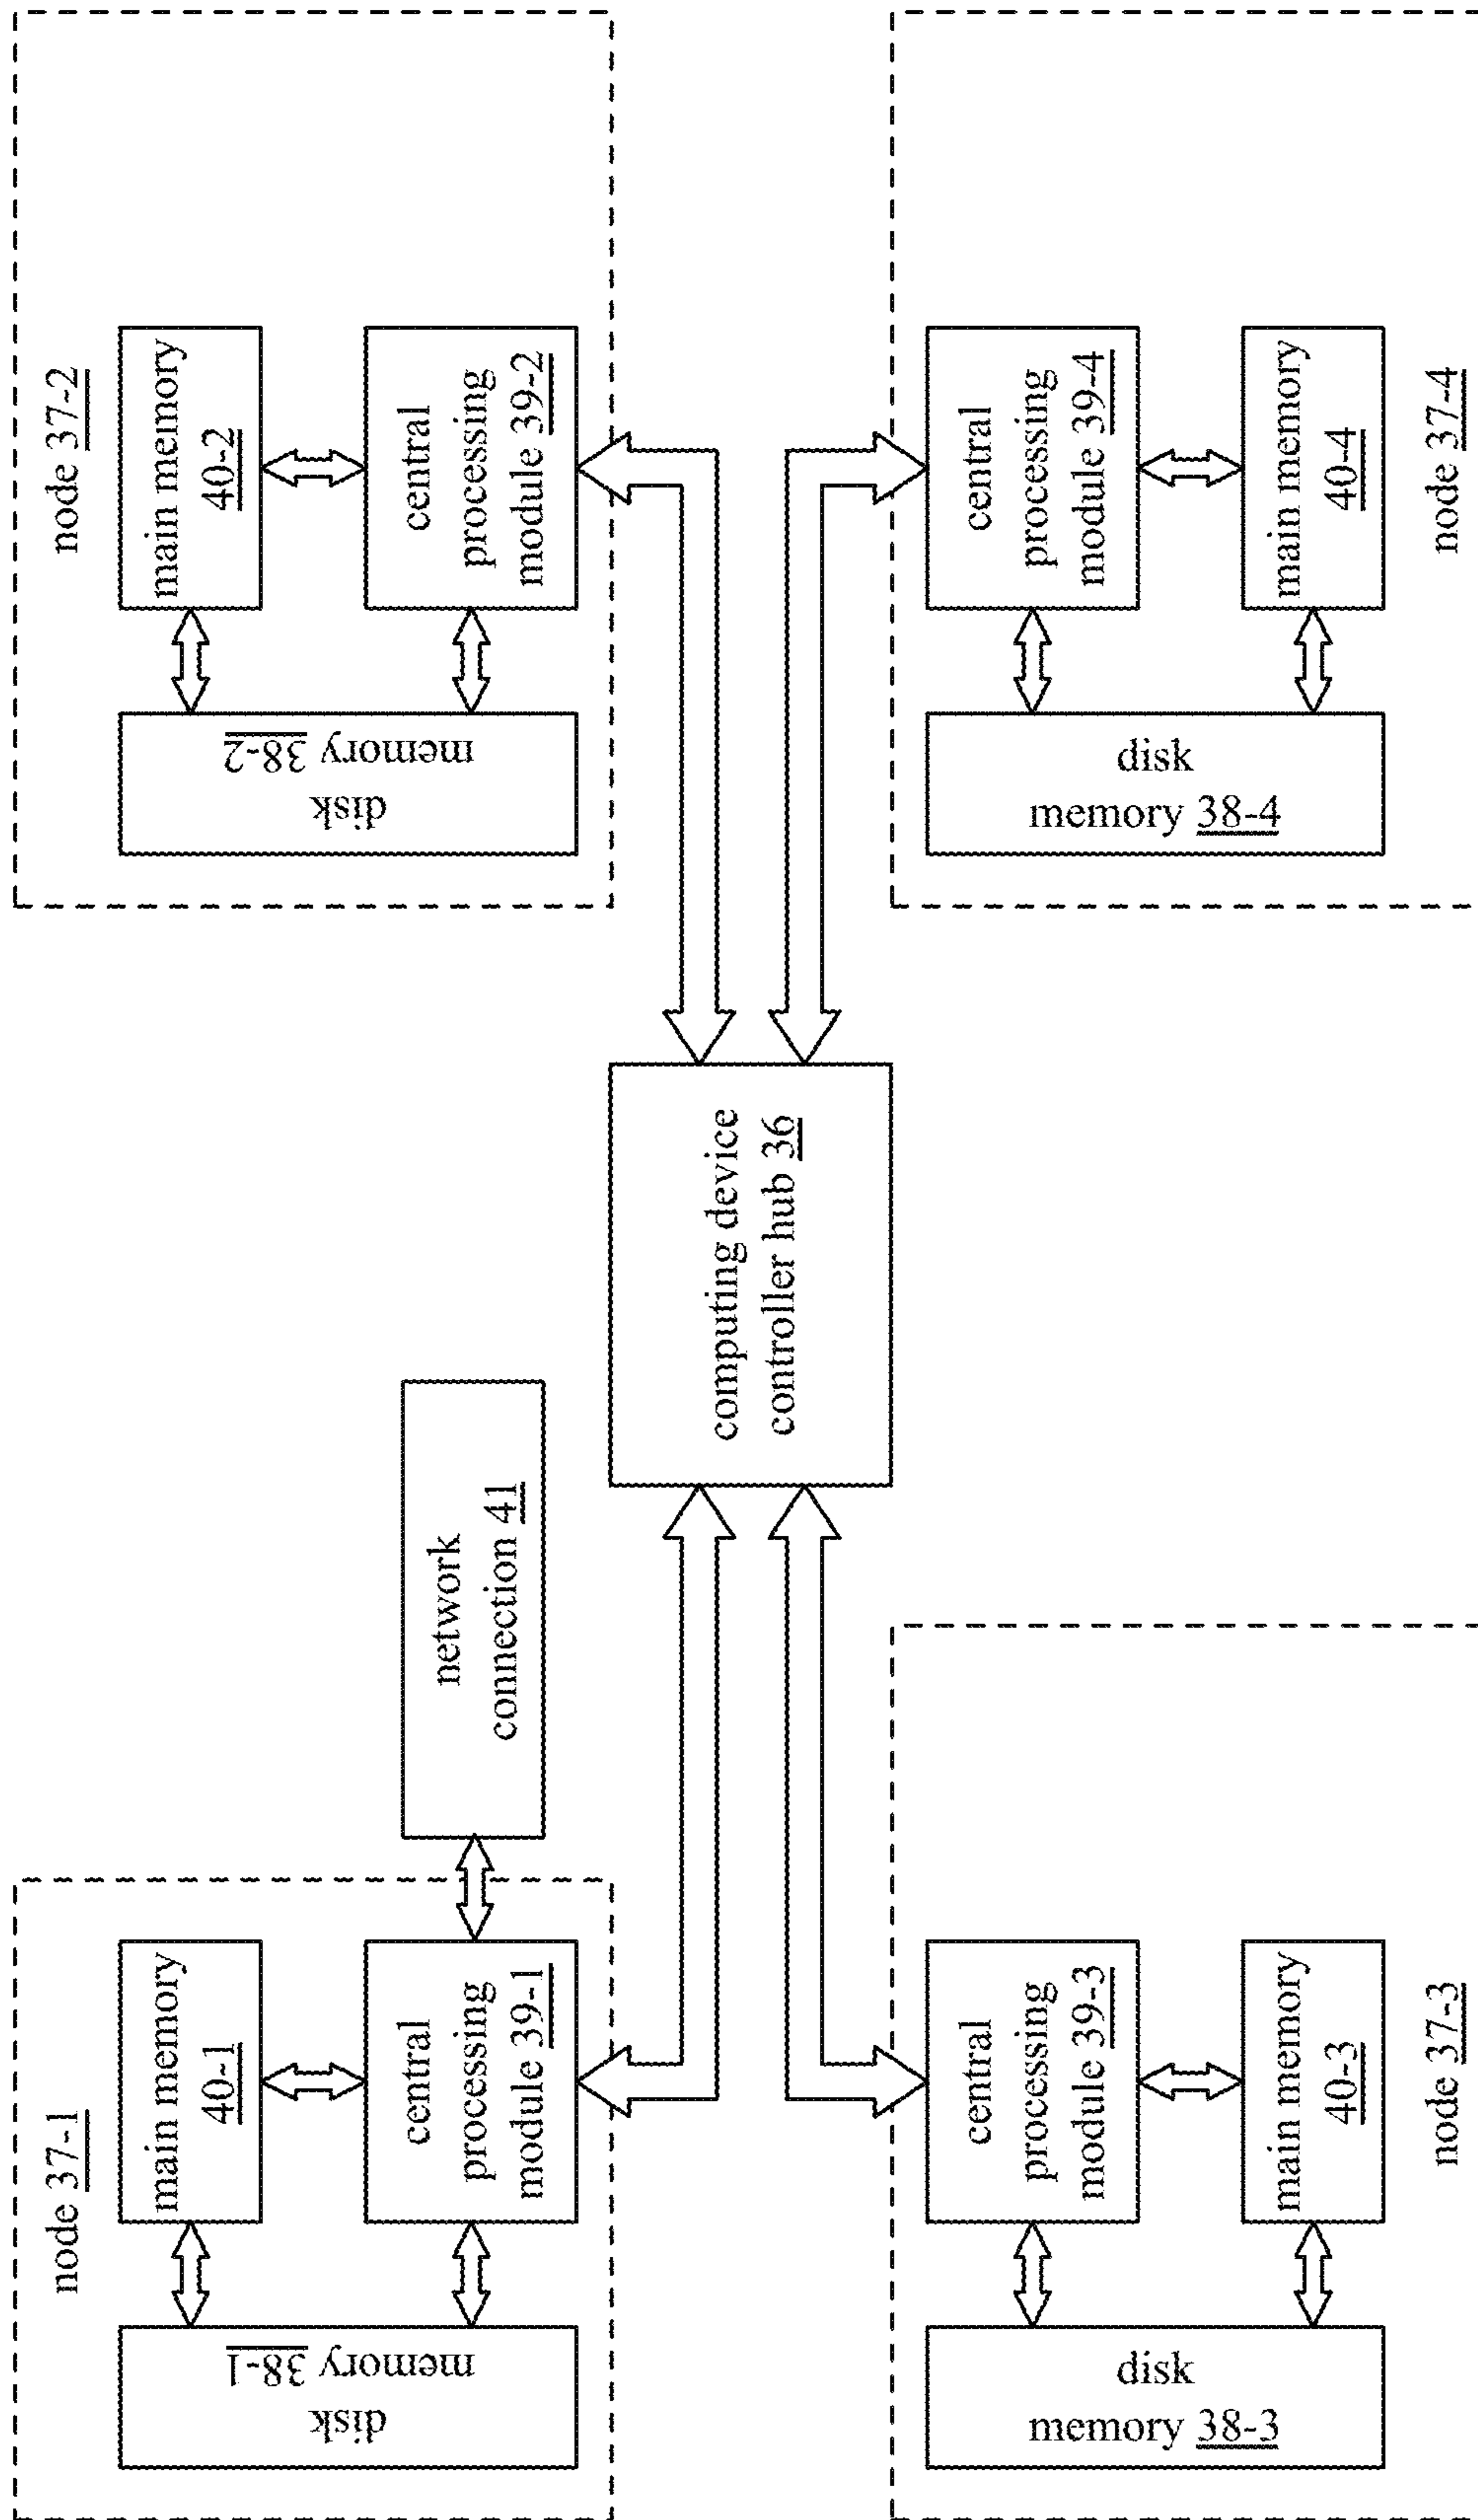 node 37-1
main memory
40-1
central
processing
module 39-1
disk
memory 38-1
network
connection 41
node 37-2
main memory
40-2
central
processing
module 39-2
disk
memory 38-2
computing device
controller hub 36
central
processing
module 39-3
main memory
40-3
disk
memory 38-3
node 37-3
central
processing
module 39-4
main memory
40-4
disk
memory 38-4
node 37-4